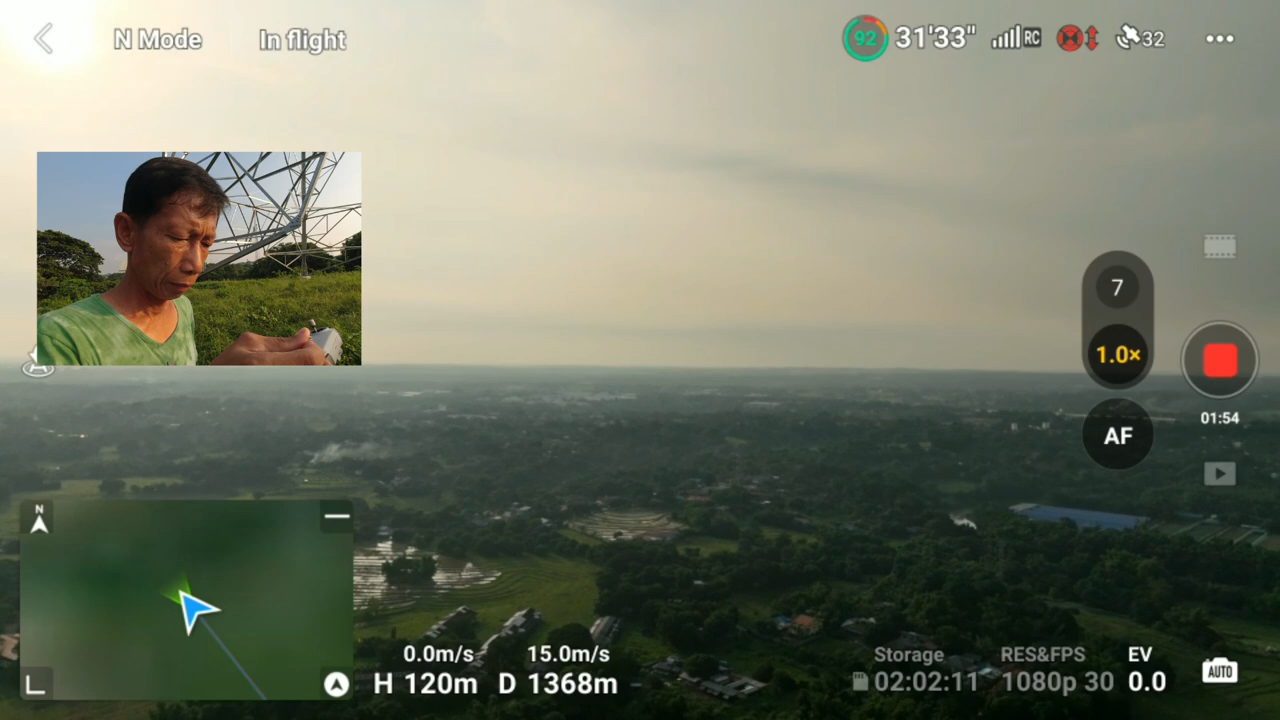 N Mode
In flight
92
31'33"
RC
32
7
1.0×
AF
01:54
N
0.0m/s 15.0m/s
H 120m D 1368m
Storage RES&FPS EV
02:02:11 1080p 30 0.0
AUTO